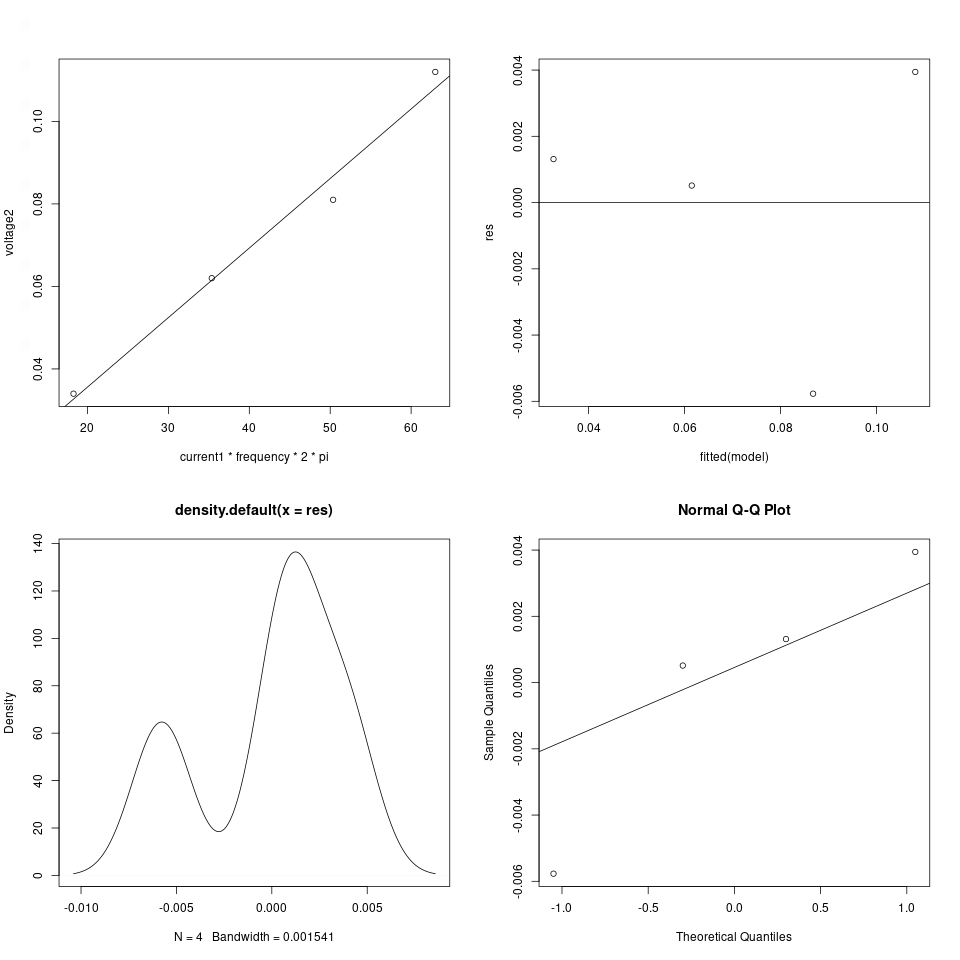 0.10
0.08
0.06
0.04
voltage2
20 30 40 50 60
current1 * frequency * 2 * pi
0.004
0.002
0.000
-0.002
-0.004
-0.006
res
0.04 0.06 0.08 0.10
fitted(model)
density.default(x = res)
140
120
100
80
60
40
20
0
Density
-0.010 -0.005 0.000 0.005
N = 4 Bandwidth = 0.001541
Normal Q-Q Plot
0.004
0.002
0.000
-0.002
-0.004
-0.006
Sample Quantiles
-1.0 -0.5 0.0 0.5 1.0
Theoretical Quantiles